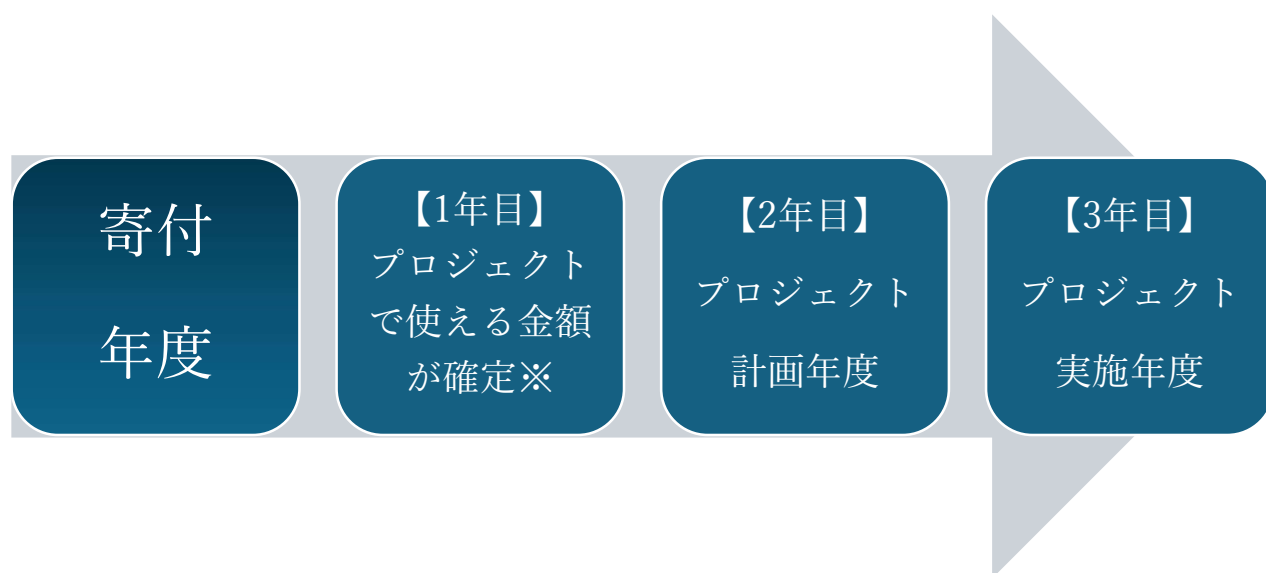 寄付
年度
【1年目】
プロジェクト
で使える金額
が確定※
【2年目】
プロジェクト
計画年度
【3年目】
プロジェクト
実施年度